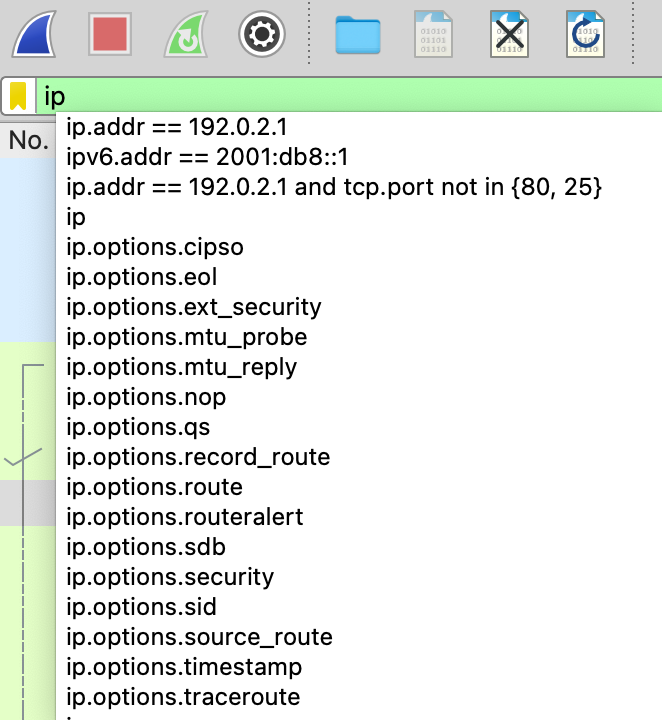 ip
No.
ip.addr == 192.0.2.1
ipv6.addr == 2001:db8::1
ip.addr == 192.0.2.1 and tcp.port not in {80, 25}
ip
ip.options.cipso
ip.options.eol
ip.options.ext_security
ip.options.mtu_probe
ip.options.mtu_reply
ip.options.nop
ip.options.qs
ip.options.record_route
ip.options.route
ip.options.routeralert
ip.options.sdb
ip.options.security
ip.options.sid
ip.options.source_route
ip.options.timestamp
ip.options.traceroute